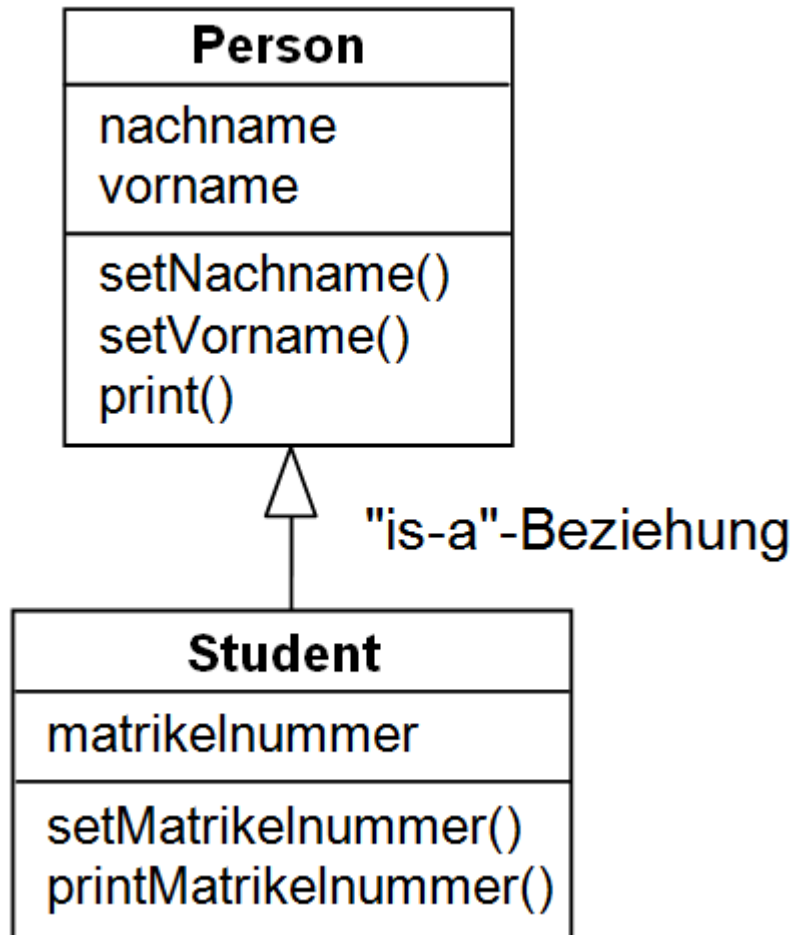 Person
nachname
vorname
setNachname()
setVorname()
print()
"is-a"-Beziehung
Student
matrikelnummer
setMatrikelnummer()
printMatrikelnummer()